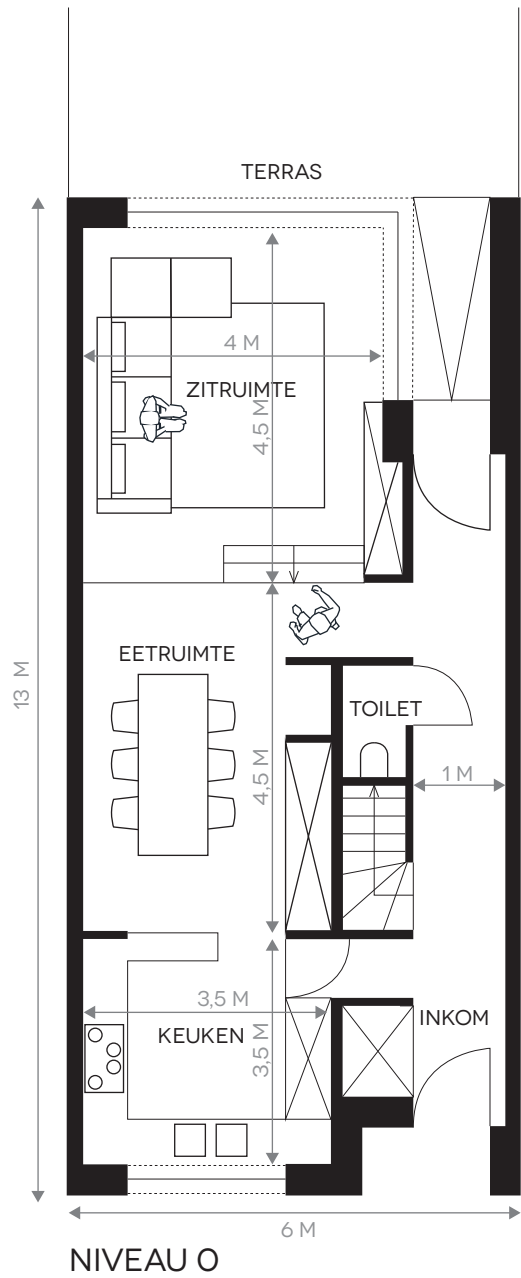 TERRAS
4 M
ZITRUIMTE
4,5 M
EETRUIMTE
13 M
TOILET
4,5 M
1 M
3,5 M
INKOM
KEUKEN
3,5 M
6 M
NIVEAU 0